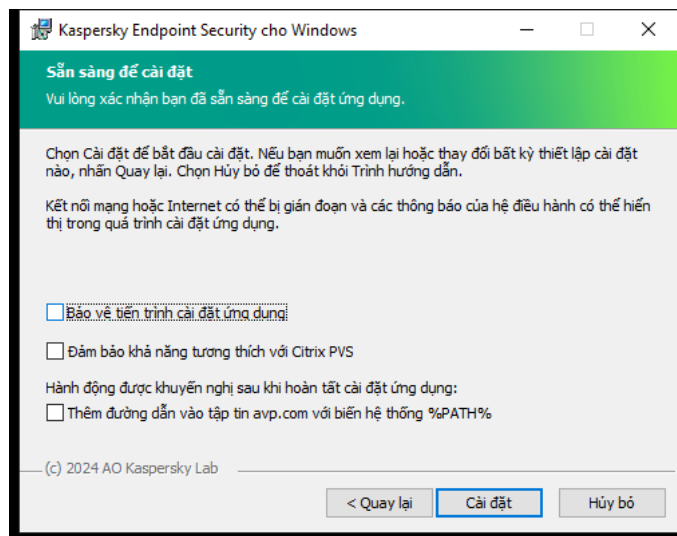 Kaspersky Endpoint Security cho Windows
Sẵn sàng để cài đặt
Vui lòng xác nhận bạn đã sẵn sàng để cài đặt ứng dụng.
Chọn Cài đặt để bắt đầu cài đặt. Nếu bạn muốn xem lại hoặc thay đổi bất kỳ thiết lập cài đặt
nào, nhấn Quay lại. Chọn Hủy bỏ để thoát khỏi Trình hướng dẫn.
Kết nối mạng hoặc Internet có thể bị gián đoạn và các thông báo của hệ điều hành có thể hiển
thị trong quá trình cài đặt ứng dụng.
Bảo vệ tiến trình cài đặt ứng dụng
Đảm bảo khả năng tương thích với Citrix PVS
Hành động được khuyến nghị sau khi hoàn tất cài đặt ứng dụng:
Thêm đường dẫn vào tập tin avp.com với biến hệ thống %PATH%
(c) 2024 AO Kaspersky Lab
< Quay lại
Cài đặt
Hủy bỏ